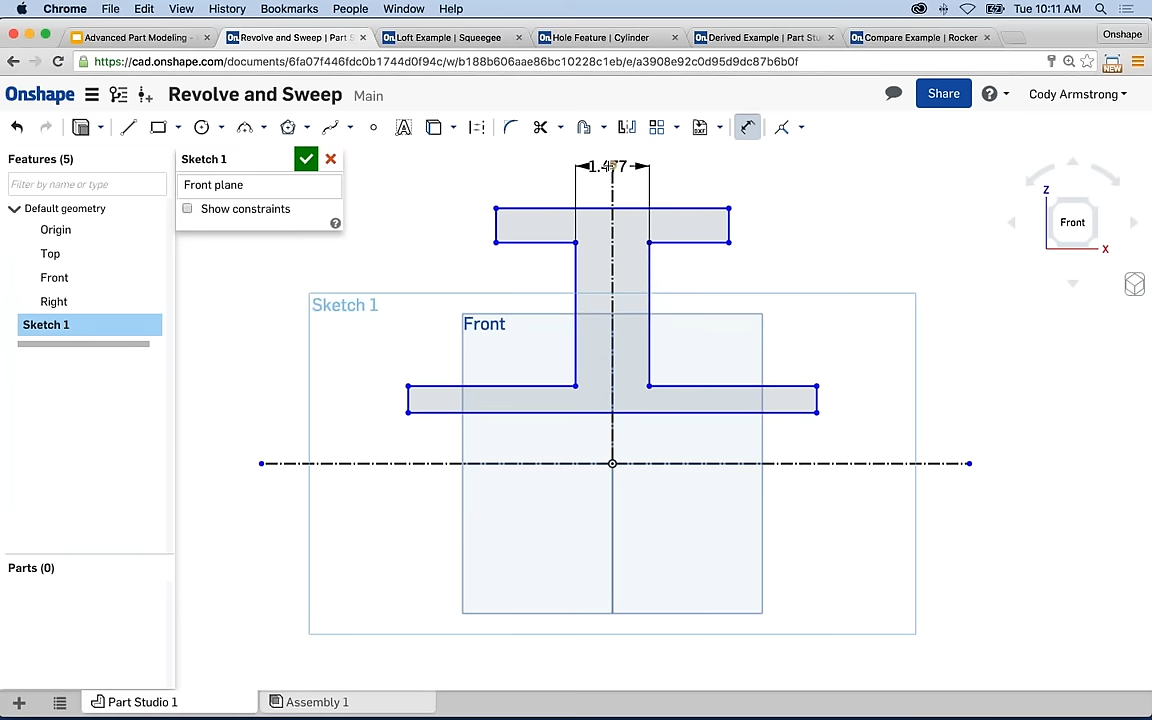 Chrome File Edit View History Bookmarks People Window Help Tue 10:11 AM
Advanced Part Modeling - Revolve and Sweep | Part S Loft Example | Squeegee Hole Feature | Cylinder Derived Example | Part Stu Compare Example | Rocker Onshape
https://cad.onshape.com/documents/6fa07f446fdc0b1744d0f94c/w/b188b606aae86bc10228c1eb/e/a3908e92c0d95d9dc87b6b0f NEW
Onshape Revolve and Sweep Main Share Cody Armstrong
DXF
Features (5)
Filter by name or type
Default geometry
Origin
Top
Front
Right
Sketch 1
Sketch 1
Front plane
Show constraints
1.477
Z
Front
X
Sketch 1
Front
Parts (0)
Part Studio 1 Assembly 1